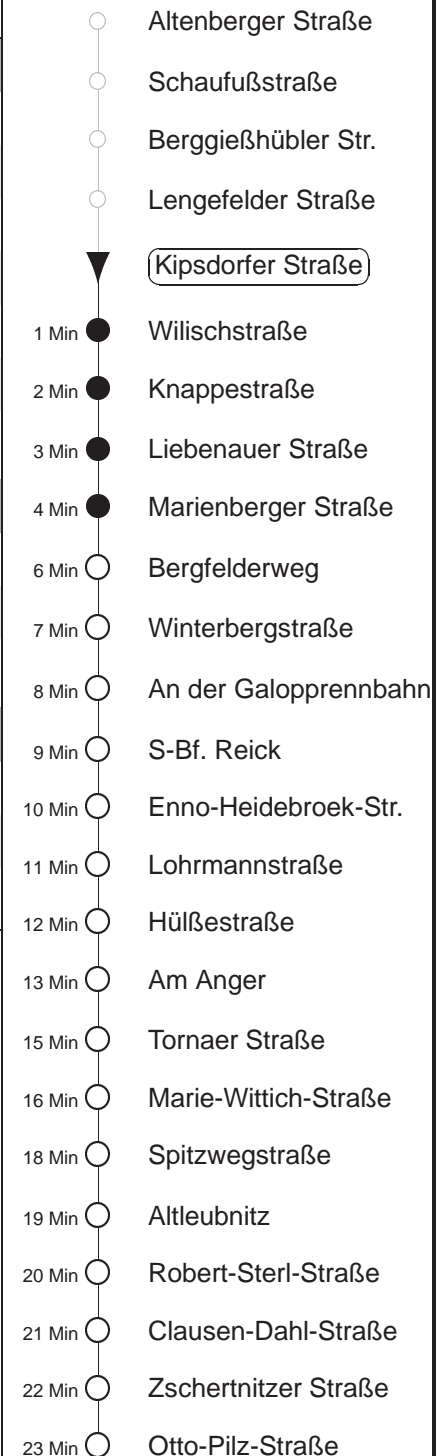 Altenberger Straße
Schaufußstraße
Berggießhübler Str.
Lengefelder Straße
Kipsdorfer Straße
1 Min Wilischstraße
2 Min Knappestraße
3 Min Liebenauer Straße
4 Min Marienberger Straße
6 Min Bergfelderweg
7 Min Winterbergstraße
8 Min An der Galopprennbahn
9 Min S-Bf. Reick
10 Min Enno-Heidebroek-Str.
11 Min Lohrmannstraße
12 Min Hülßestraße
13 Min Am Anger
15 Min Tornaer Straße
16 Min Marie-Wittich-Straße
18 Min Spitzwegstraße
19 Min Altleubnitz
20 Min Robert-Sterl-Straße
21 Min Clausen-Dahl-Straße
22 Min Zschertnitzer Straße
23 Min Otto-Pilz-Straße